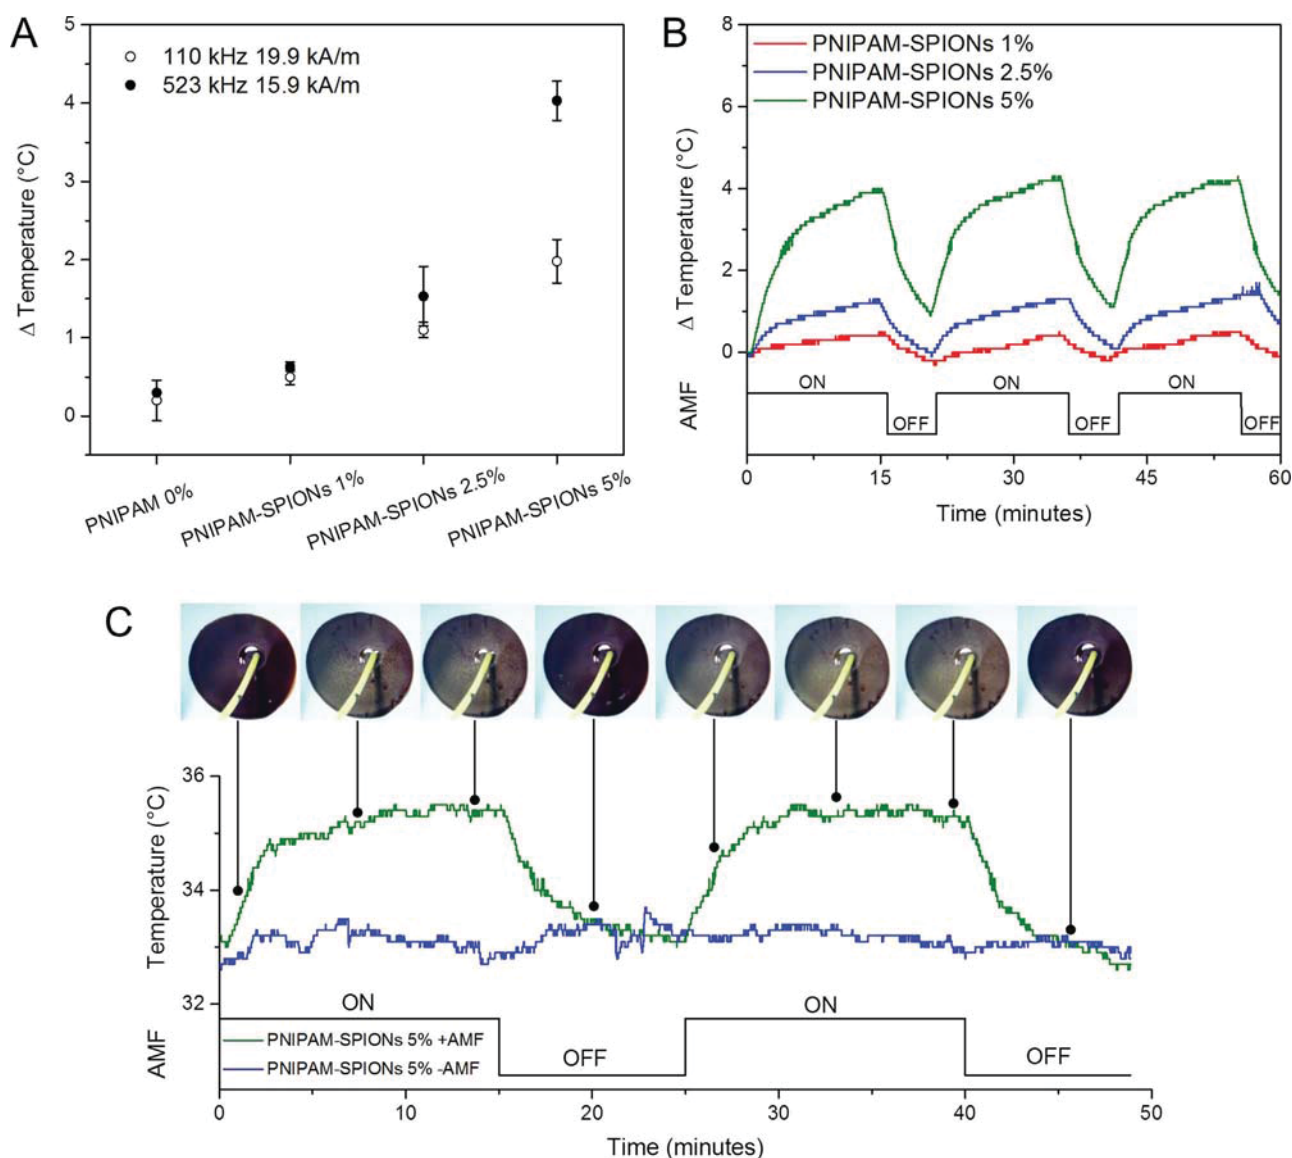 A
110 kHz 19.9 kA/m
523 kHz 15.9 kA/m
Δ Temperature (°C)
5
4
3
2
1
0
PNIPAM 0%
PNIPAM-SPIONs 1%
PNIPAM-SPIONs 2.5%
PNIPAM-SPIONs 5%
B
PNIPAM-SPIONs 1%
PNIPAM-SPIONs 2.5%
PNIPAM-SPIONs 5%
Δ Temperature (°C)
8
6
4
2
0
AMF
ON
OFF
ON
OFF
ON
OFF
0 15 30 45 60
Time (minutes)
C
Temperature (°C)
36
34
32
AMF
ON
OFF
ON
OFF
PNIPAM-SPIONs 5% +AMF
PNIPAM-SPIONs 5% -AMF
0 10 20 30 40 50
Time (minutes)